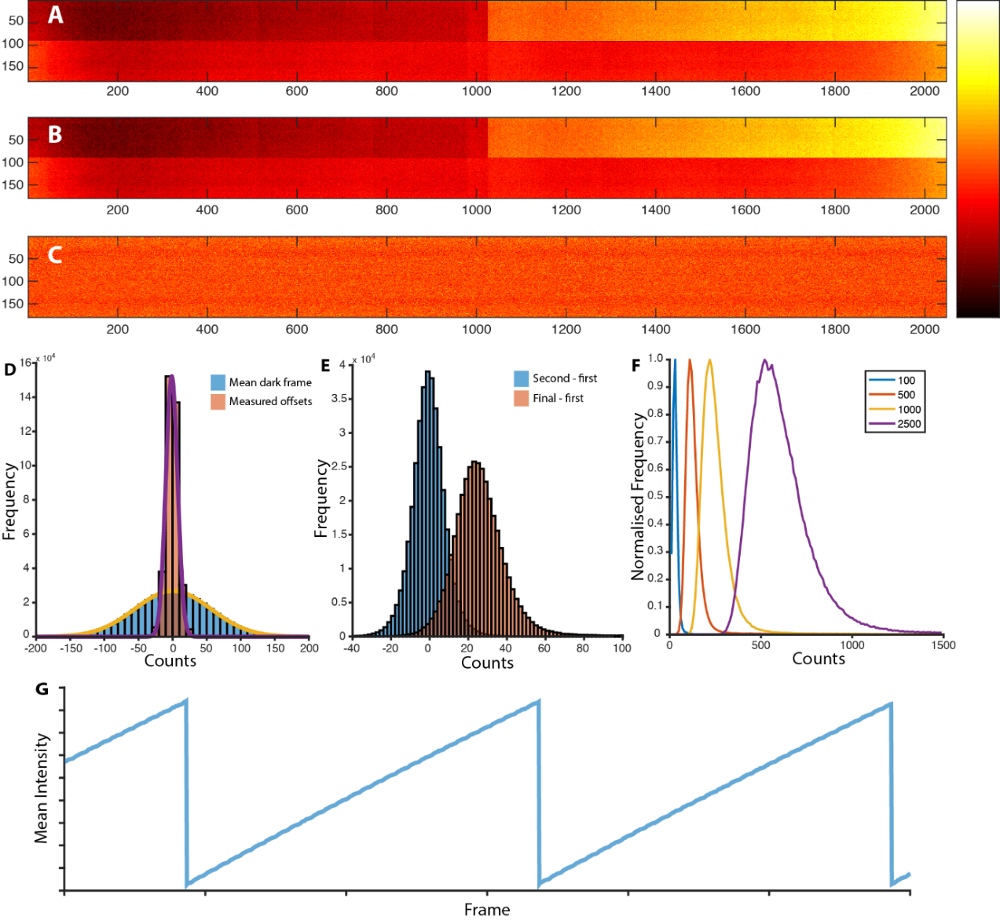 A
50
100
150
200 400 600 800 1000 1200 1400 1600 1800 2000
B
50
100
150
200 400 600 800 1000 1200 1400 1600 1800 2000
C
50
100
150
200 400 600 800 1000 1200 1400 1600 1800 2000
D
16 x 10⁴
14
12
10
8
6
4
2
0
Frequency
-200 -150 -100 -50 0 50 100 150 200
Counts
Mean dark frame
Measured offsets
E
4 x 10⁴
3.5
3
2.5
2
1.5
1
0.5
0
Frequency
-40 -20 0 20 40 60 80 100
Counts
Second - first
Final - first
F
1.0
0.9
0.8
0.7
0.6
0.5
0.4
0.3
0.2
0.1
0
Normalised Frequency
0 500 1000 1500
Counts
100
500
1000
2500
G
Mean Intensity
Frame